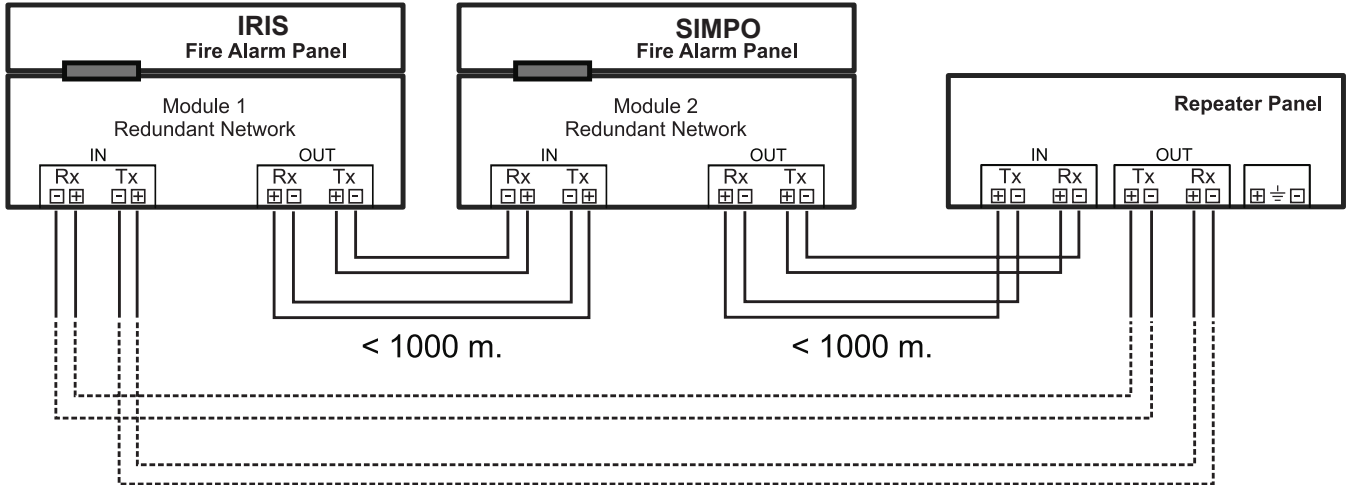 IRIS
Fire Alarm Panel
SIMPO
Fire Alarm Panel
Module 1
Redundant Network
Module 2
Redundant Network
Repeater Panel
IN OUT
IN OUT
IN OUT
Rx Tx Rx Tx
Rx Tx Rx Tx
Tx Rx Tx Rx
- + - + + - + -
- + - + + - + -
+ - + - + - + - + -
< 1000 m.
< 1000 m.